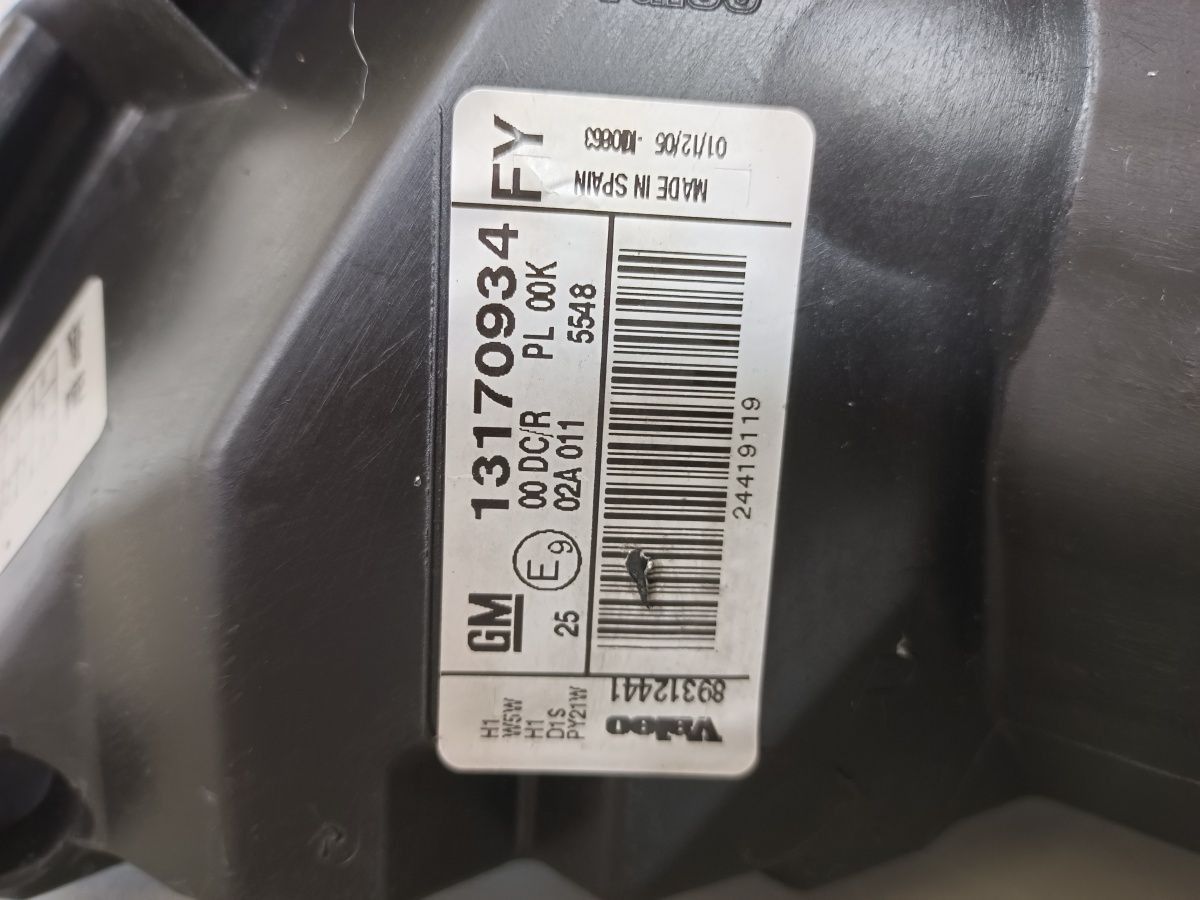 Valeo
GM 13170934 FY
E9 00 DC/R PL 00K
25 02A 011 5548
24419119
MADE IN SPAIN
01/12/05
H1
W5W
H1
D1S
PY21W
89312441
Valeo